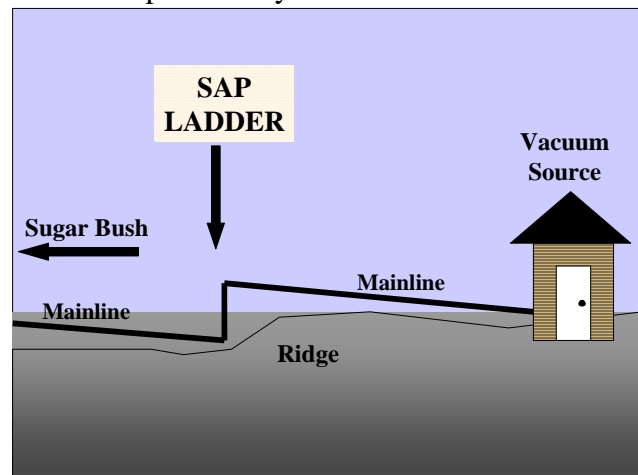 SAP
LADDER
Vacuum
Source
Sugar Bush
Mainline
Mainline
Ridge